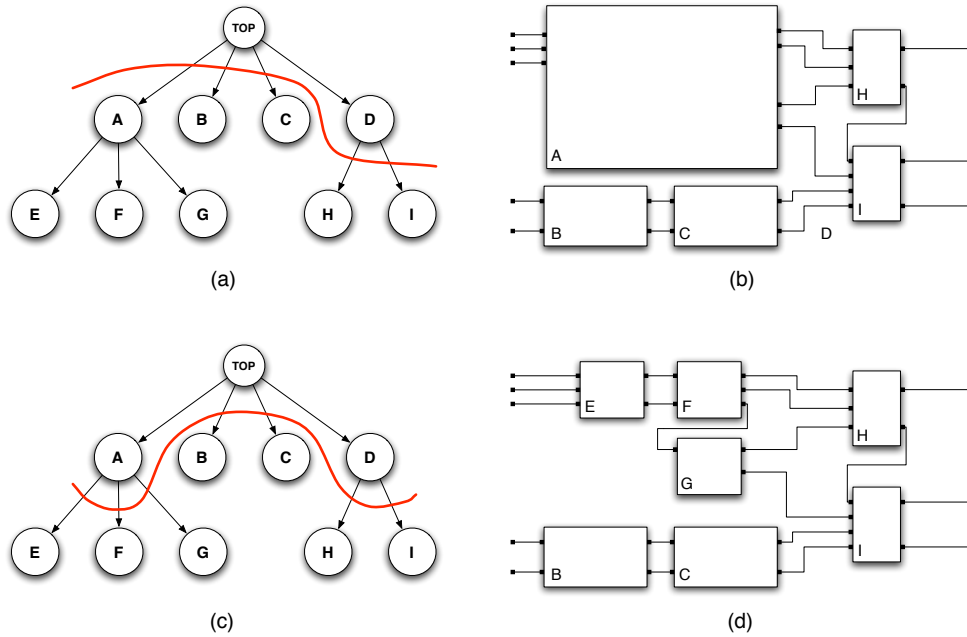 TOP
A B C D
E F G H I
(a)
H
A
I
B C D
(b)
TOP
A B C D
E F G H I
(c)
E F
H
G
I
B C
(d)